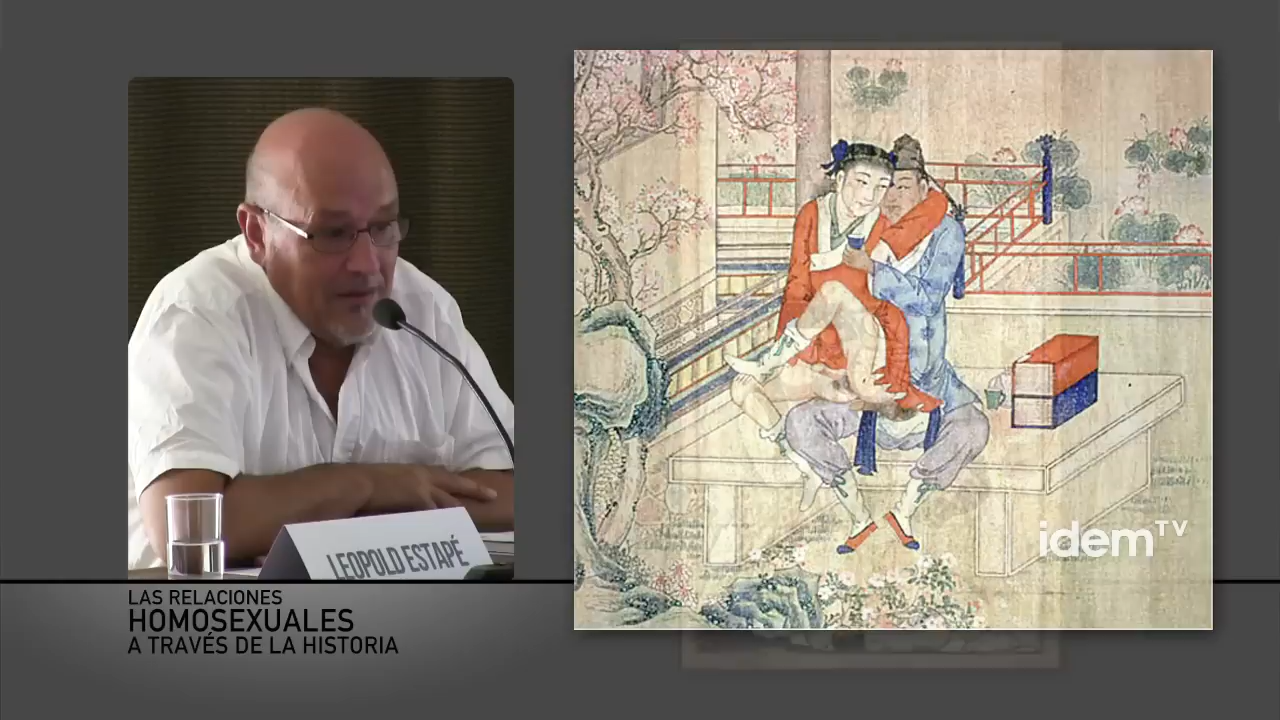 LEOPOLD ESTAPÉ
idemTV
LAS RELACIONES
HOMOSEXUALES
A TRAVÉS DE LA HISTORIA